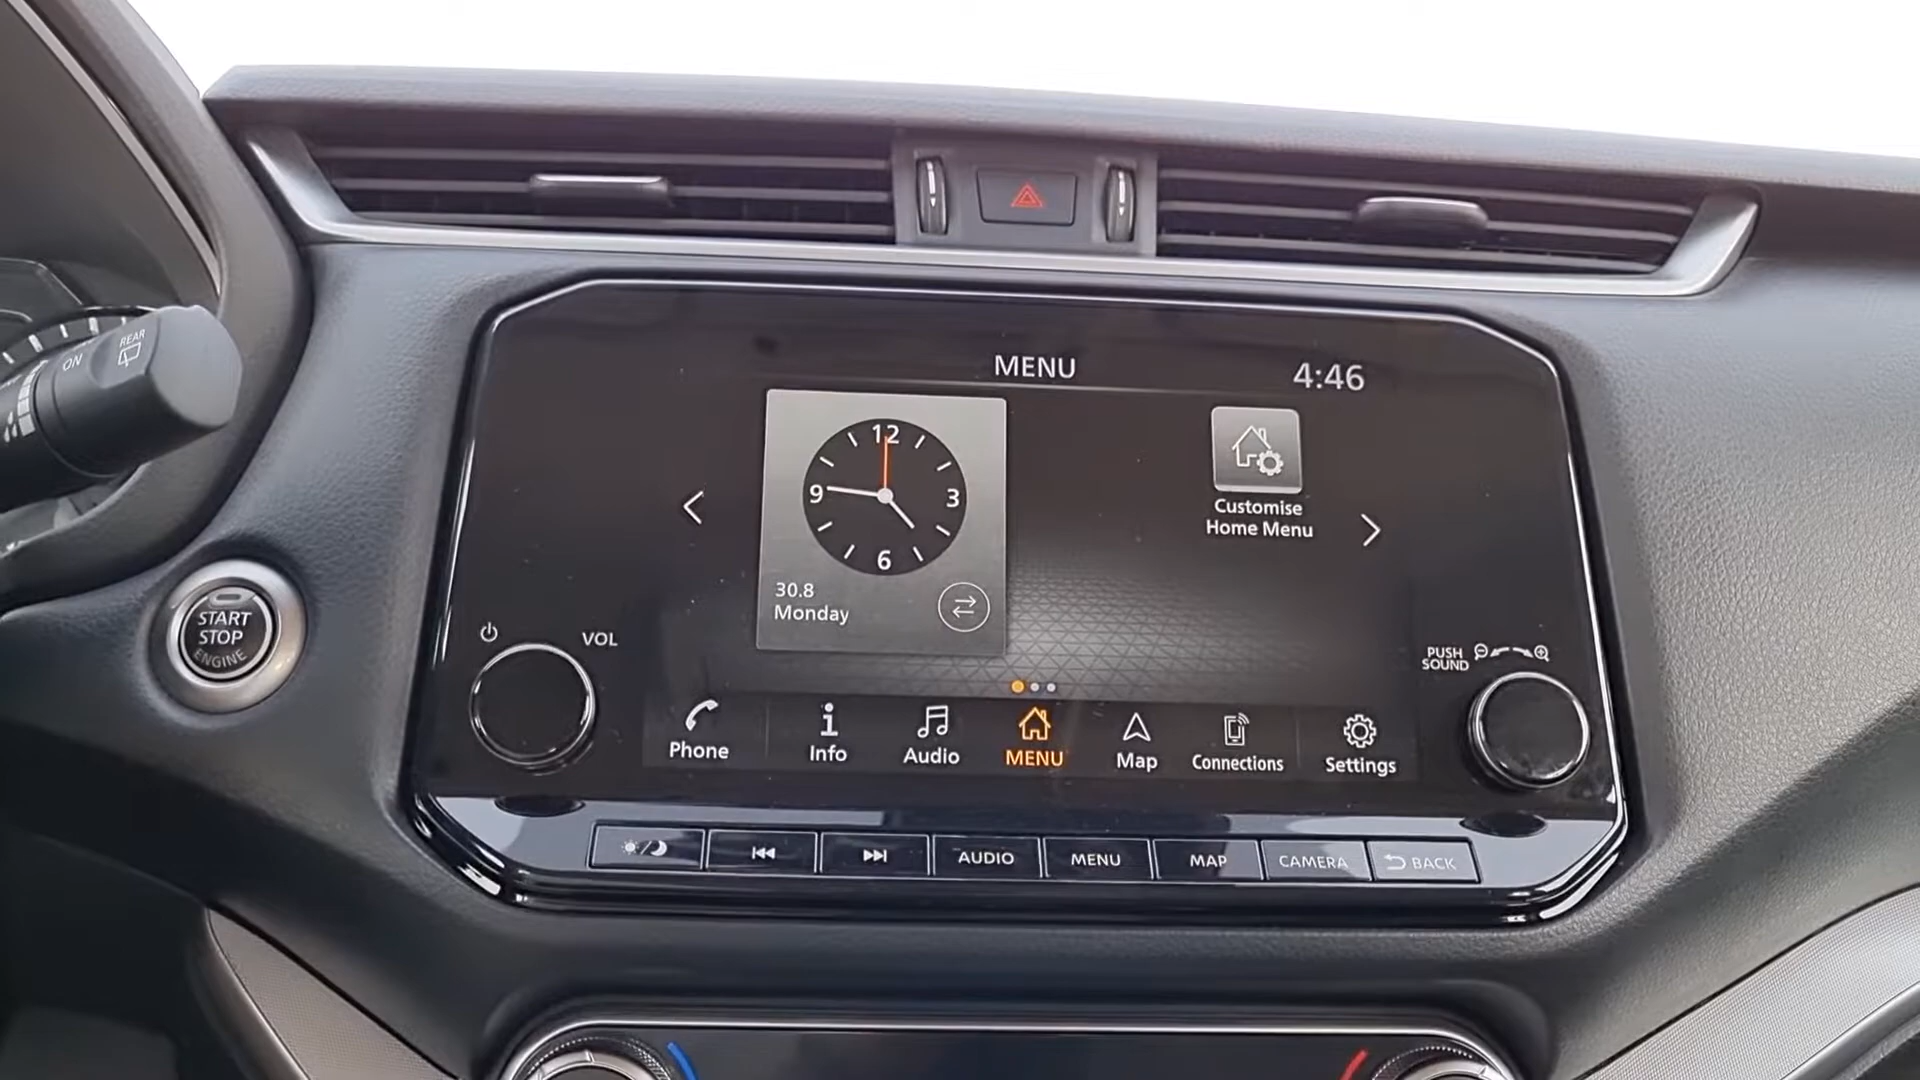 REAR
ON
MENU
4:46
12
9
3
6
30.8
Monday
Customise
Home Menu
START
STOP
ENGINE
VOL
PUSH
SOUND
Phone
Info
Audio
MENU
Map
Connections
Settings
AUDIO
MENU
MAP
CAMERA
BACK